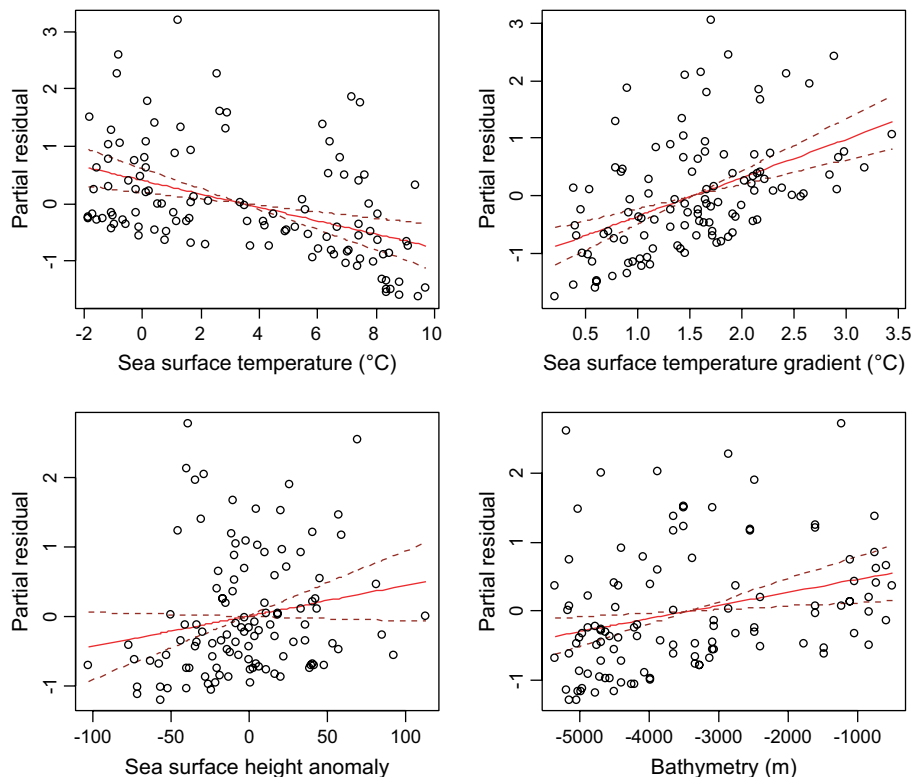 Partial residual
3
2
1
0
-1
-2 0 2 4 6 8 10
Sea surface temperature (°C)
Partial residual
3
2
1
0
-1
0.5 1.0 1.5 2.0 2.5 3.0 3.5
Sea surface temperature gradient (°C)
Partial residual
2
1
0
-1
-100 -50 0 50 100
Sea surface height anomaly
Partial residual
2
1
0
-1
-5000 -4000 -3000 -2000 -1000
Bathymetry (m)